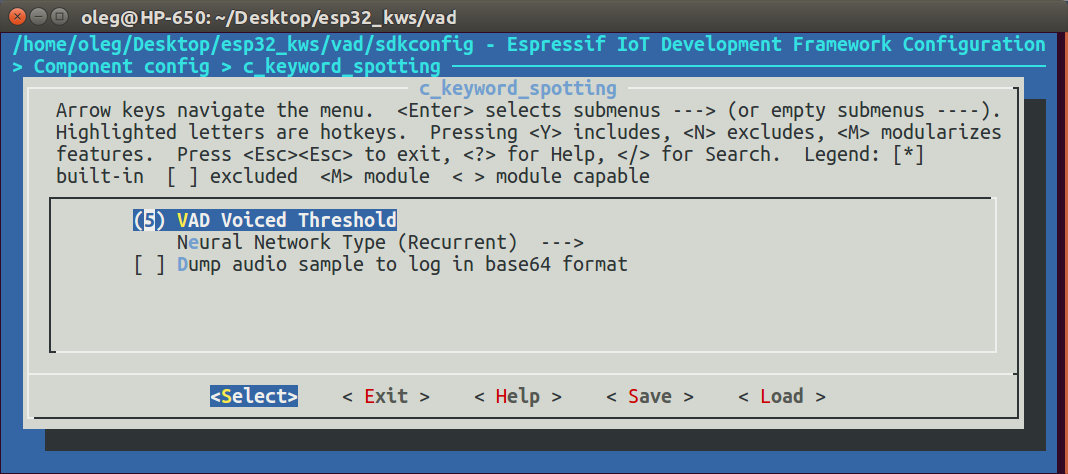 oleg@HP-650: ~/Desktop/esp32_kws/vad
/home/oleg/Desktop/esp32_kws/vad/sdkconfig - Espressif IoT Development Framework Configuration
> Component config > c_keyword_spotting
c_keyword_spotting
Arrow keys navigate the menu.  <Enter> selects submenus ---> (or empty submenus ----).
Highlighted letters are hotkeys.  Pressing <Y> includes, <N> excludes, <M> modularizes
features.  Press <Esc><Esc> to exit, <?> for Help, </> for Search.  Legend: [*]
built-in  [ ] excluded  <M> module  < > module capable
(5) VAD Voiced Threshold
Neural Network Type (Recurrent)  --->
[ ] Dump audio sample to log in base64 format
<Select>    < Exit >    < Help >    < Save >    < Load >